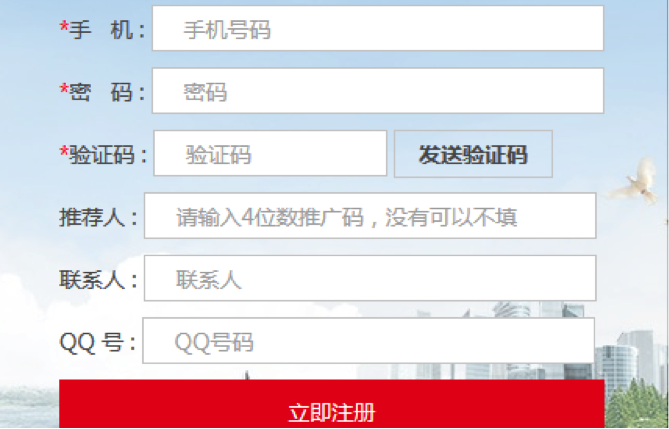 *手 机： 手机号码
*密 码： 密码
*验证码： 验证码 发送验证码
推荐人： 请输入4位数推广码，没有可以不填
联系人： 联系人
QQ 号： QQ号码
立即注册